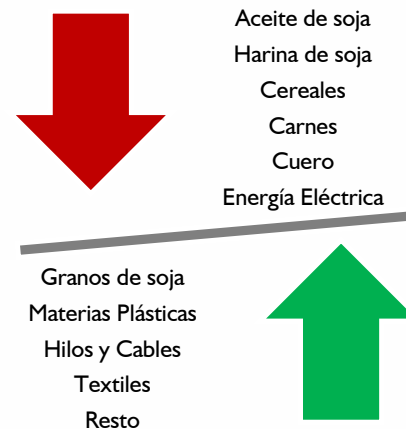 Aceite de soja
Harina de soja
Cereales
Carnes
Cuero
Energía Eléctrica
Granos de soja
Materias Plásticas
Hilos y Cables
Textiles
Resto